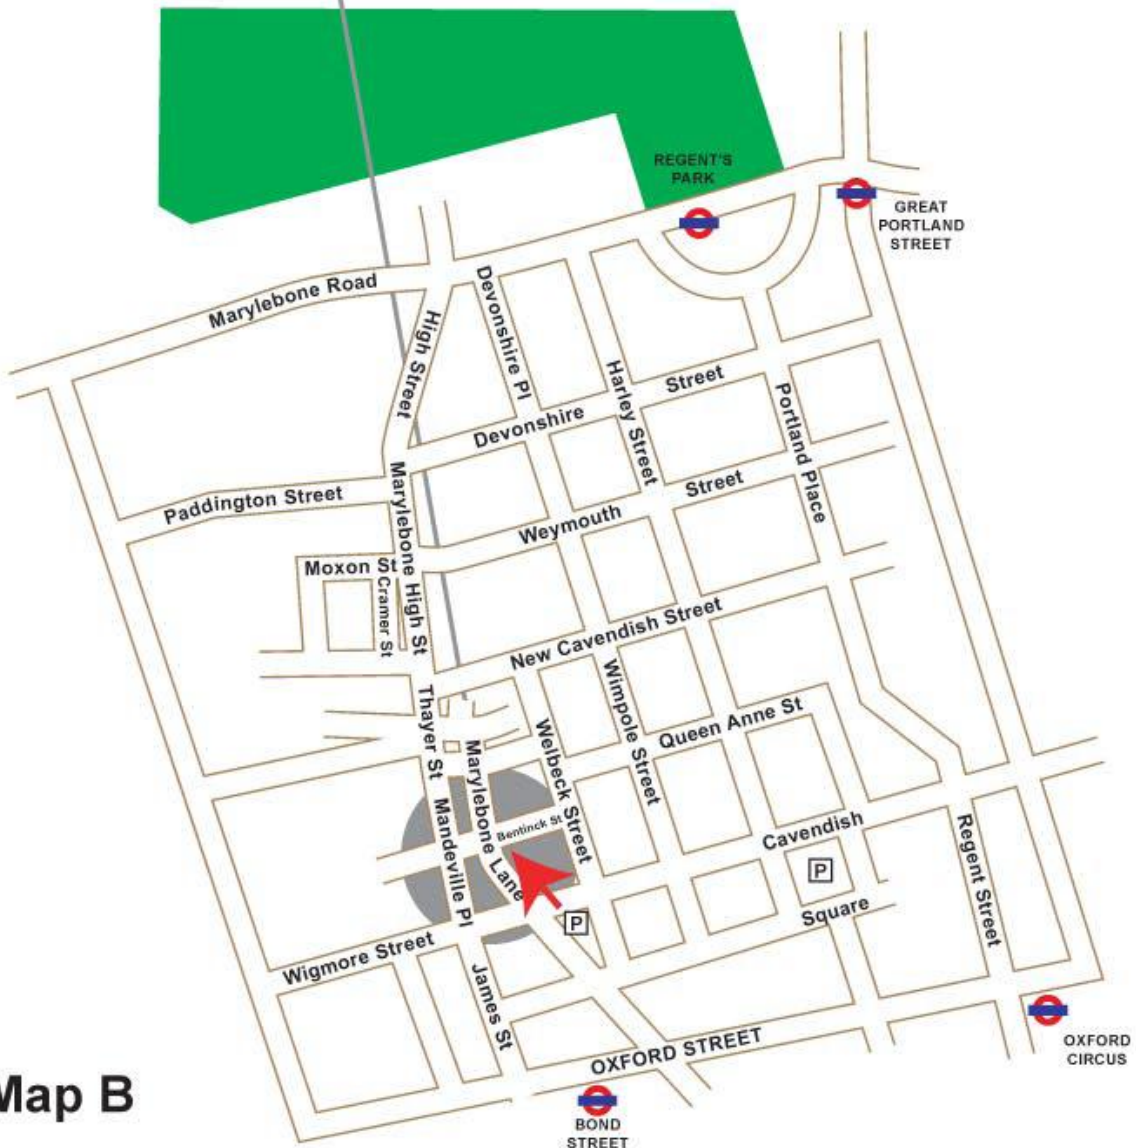 REGENT'S
PARK
GREAT
PORTLAND
STREET
Marylebone Road
High Street
Devonshire Pl
Harley Street
Devonshire
Street
Portland Place
Paddington Street
Marylebone High St
Weymouth
Street
Moxon St
Cramer St
New Cavendish Street
Thayer St
Wimpole Street
Queen Anne St
Welbeck Street
Marylebone
Lane
Bentinck St
Mandeville Pl
Cavendish
Square
P
Regent Street
P
Wigmore Street
James St
OXFORD STREET
OXFORD
CIRCUS
BOND
STREET
Map B